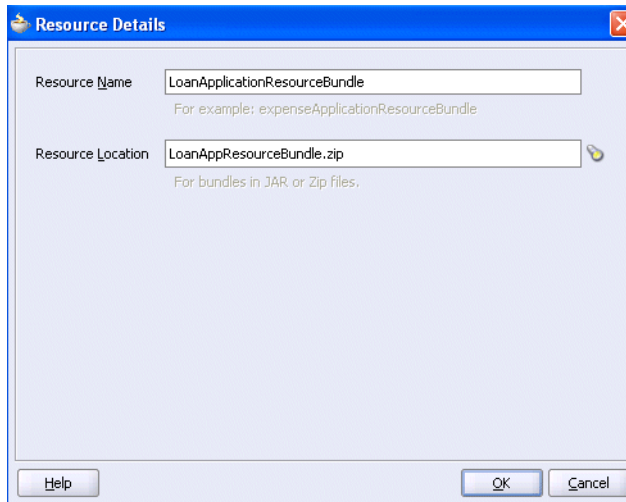 Resource Details
Resource Name LoanApplicationResourceBundle
For example: expenseApplicationResourceBundle
Resource Location LoanAppResourceBundle.zip
For bundles in JAR or Zip files.
Help OK Cancel